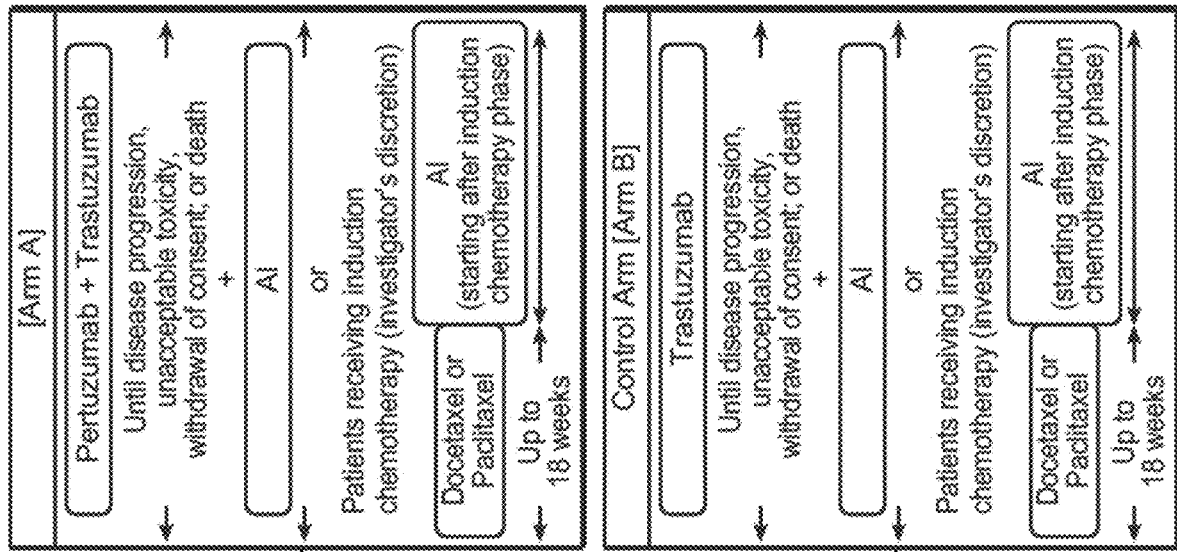 [Arm A]
Pertuzumab + Trastuzumab
Until disease progression,
unacceptable toxicity,
withdrawal of consent, or death
+
AI
or
Patients receiving induction
chemotherapy (investigator's discretion)
Docetaxel or
Paclitaxel
AI
(starting after induction
chemotherapy phase)
Up to
18 weeks
Control Arm [Arm B]
Trastuzumab
Until disease progression,
unacceptable toxicity,
withdrawal of consent, or death
+
AI
or
Patients receiving induction
chemotherapy (investigator's discretion)
Docetaxel or
Paclitaxel
AI
(starting after induction
chemotherapy phase)
Up to
18 weeks